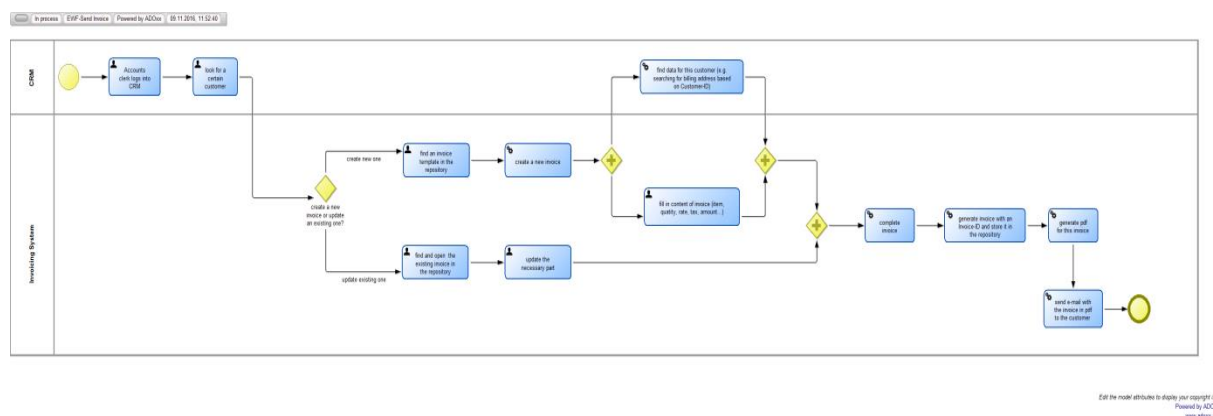 In process EWF-Send Invoice Powered by ADOxx 09.11.2016, 11:52:40
CRM
Accounts
clerk logs into
CRM
look for a
certain
customer
find data for this customer (e.g.
searching for billing address based
on Customer-ID)
Invoicing System
create a new
invoice or update
an existing one?
create new one
find an invoice
template in the
repository
create a new invoice
fill in content of invoice (item,
quality, rate, tax, amount...)
update existing one
find and open the
existing invoice in
the repository
update the
necessary part
complete
invoice
generate invoice with an
Invoice-ID and store it in
the repository
generate pdf
for this invoice
send e-mail with
the invoice in pdf
to the customer
Edit the model attributes to display your copyright
Powered by ADO